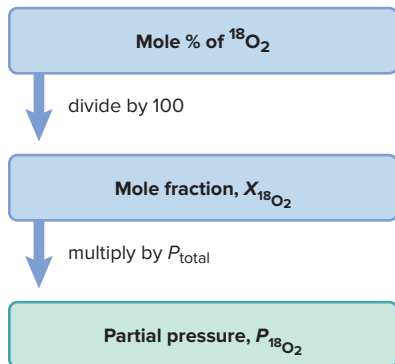 Mole % of ¹⁸O₂
divide by 100
Mole fraction, X₁₈O₂
multiply by Ptotal
Partial pressure, P₁₈O₂